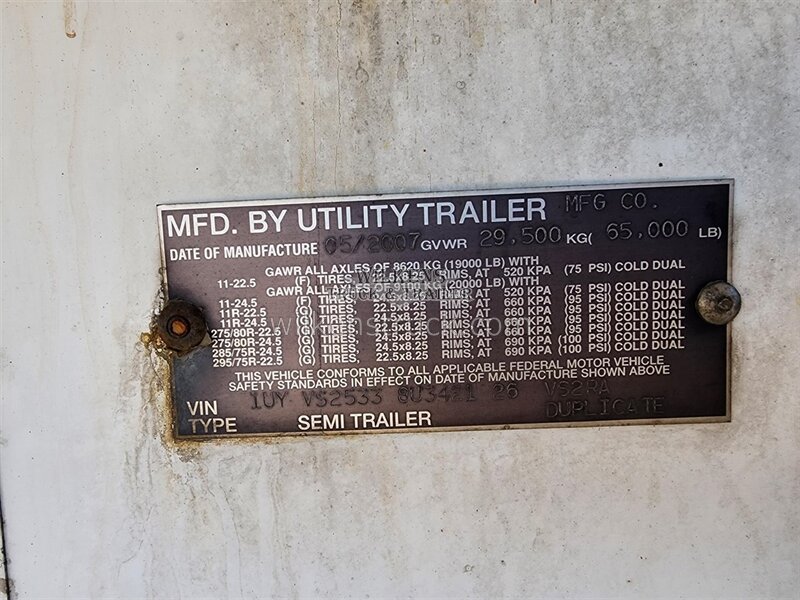 MFD. BY UTILITY TRAILER MFG CO.
DATE OF MANUFACTURE 05/2007 GVWR 29,500 KG( 65,000 LB)
GAWR ALL AXLES OF 8620 KG (19000 LB) WITH
11-22.5 (F) TIRES, 22.5x8.25 RIMS, AT 520 KPA (75 PSI) COLD DUAL
GAWR ALL AXLES OF (20000 LB) WITH
11-24.5 (F) TIRES, RIMS, AT 520 KPA (75 PSI) COLD DUAL
11R-22.5 (G) TIRES, 22.5x8.25 RIMS, AT 660 KPA (95 PSI) COLD DUAL
11R-24.5 (G) TIRES, 24.5x8.25 RIMS, AT 660 KPA (95 PSI) COLD DUAL
275/80R-22.5 (G) TIRES, 22.5x8.25 RIMS, AT 660 KPA (95 PSI) COLD DUAL
275/80R-24.5 (G) TIRES, 24.5x8.25 RIMS, AT 660 KPA (95 PSI) COLD DUAL
285/75R-24.5 (G) TIRES, 24.5x8.25 RIMS, AT 690 KPA (100 PSI) COLD DUAL
295/75R-22.5 (G) TIRES, 22.5x8.25 RIMS, AT 690 KPA (100 PSI) COLD DUAL
THIS VEHICLE CONFORMS TO ALL APPLICABLE FEDERAL MOTOR VEHICLE
SAFETY STANDARDS IN EFFECT ON DATE OF MANUFACTURE SHOWN ABOVE
VIN 1UY VS2533 8U3421 26 VS2RA
TYPE SEMI TRAILER DUPLICATE